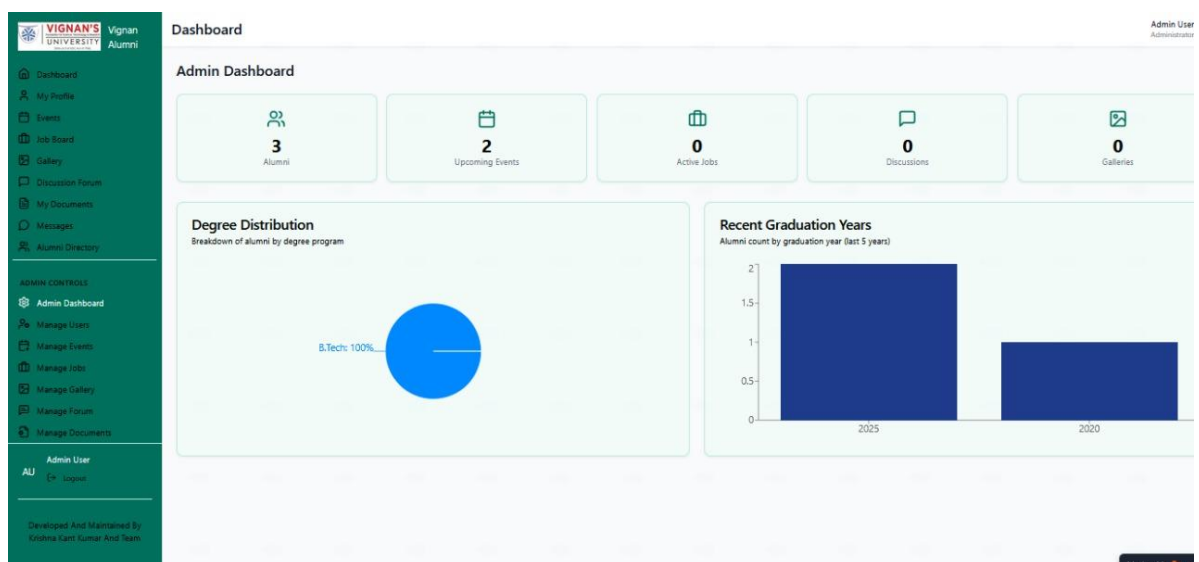 VIGNAN'S
UNIVERSITY
Vignan
Alumni
Dashboard
My Profile
Events
Job Board
Gallery
Discussion Forum
My Documents
Messages
Alumni Directory
ADMIN CONTROLS
Admin Dashboard
Manage Users
Manage Events
Manage Jobs
Manage Gallery
Manage Forum
Manage Documents
AU
Admin User
Logout
Developed And Maintained By
Krishna Kant Kumar And Team
Dashboard
Admin User
Administrator
Admin Dashboard
3
Alumni
2
Upcoming Events
0
Active Jobs
0
Discussions
0
Galleries
Degree Distribution
Breakdown of alumni by degree program
B.Tech: 100%
Recent Graduation Years
Alumni count by graduation year (last 5 years)
2
1.5
1
0.5
0
2025
2020